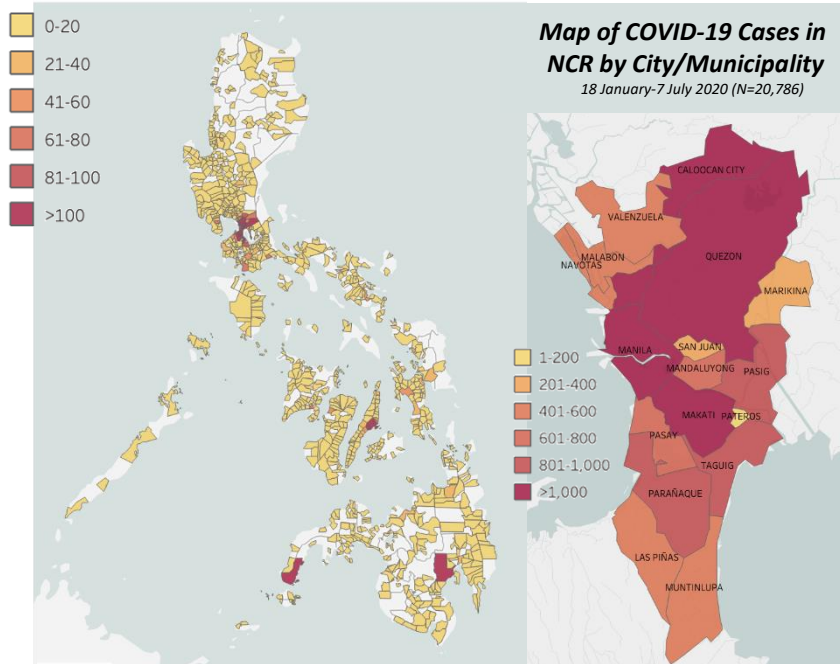 0-20
21-40
41-60
61-80
81-100
>100
Map of COVID-19 Cases in
NCR by City/Municipality
18 January-7 July 2020 (N=20,786)
CALOOCAN CITY
VALENZUELA
MALABON
NAVOTAS
QUEZON
MARIKINA
MANILA
SAN JUAN
MANDALUYONG
PASIG
MAKATI
PATEROS
PASAY
TAGUIG
PARAÑAQUE
LAS PIÑAS
MUNTINLUPA
1-200
201-400
401-600
601-800
801-1,000
>1,000